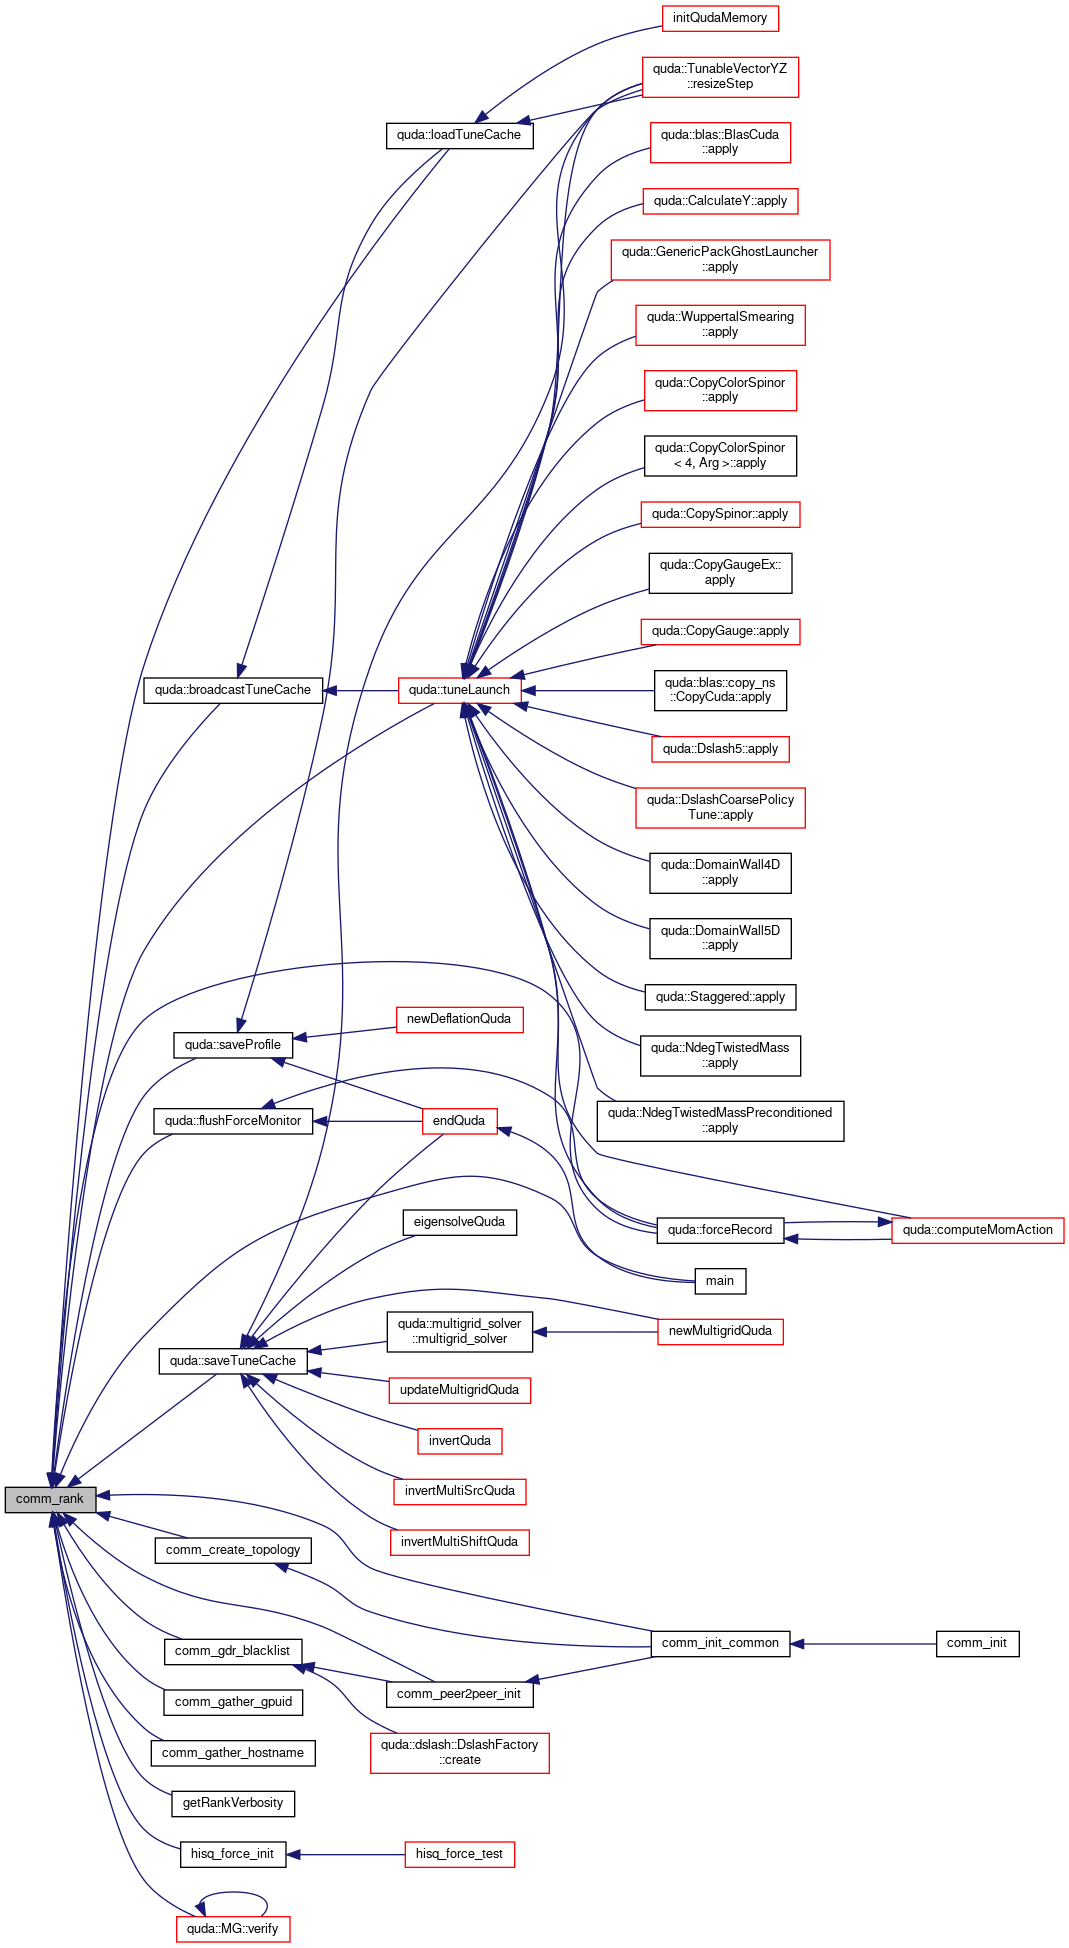 initQudaMemory
quda::TunableVectorYZ
::resizeStep
quda::loadTuneCache
quda::blas::BlasCuda
::apply
quda::CalculateY::apply
quda::GenericPackGhostLauncher
::apply
quda::WuppertalSmearing
::apply
quda::CopyColorSpinor
::apply
quda::CopyColorSpinor
< 4, Arg >::apply
quda::CopySpinor::apply
quda::CopyGaugeEx::
apply
quda::CopyGauge::apply
quda::broadcastTuneCache
quda::tuneLaunch
quda::blas::copy_ns
::CopyCuda::apply
quda::Dslash5::apply
quda::DslashCoarsePolicy
Tune::apply
quda::DomainWall4D
::apply
quda::DomainWall5D
::apply
quda::Staggered::apply
newDeflationQuda
quda::saveProfile
quda::NdegTwistedMass
::apply
quda::flushForceMonitor
endQuda
quda::NdegTwistedMassPreconditioned
::apply
eigensolveQuda
quda::forceRecord
quda::computeMomAction
main
quda::multigrid_solver
::multigrid_solver
newMultigridQuda
quda::saveTuneCache
updateMultigridQuda
invertQuda
invertMultiSrcQuda
comm_rank
invertMultiShiftQuda
comm_create_topology
comm_gdr_blacklist
comm_init_common
comm_init
comm_peer2peer_init
comm_gather_gpuid
quda::dslash::DslashFactory
::create
comm_gather_hostname
getRankVerbosity
hisq_force_init
hisq_force_test
quda::MG::verify